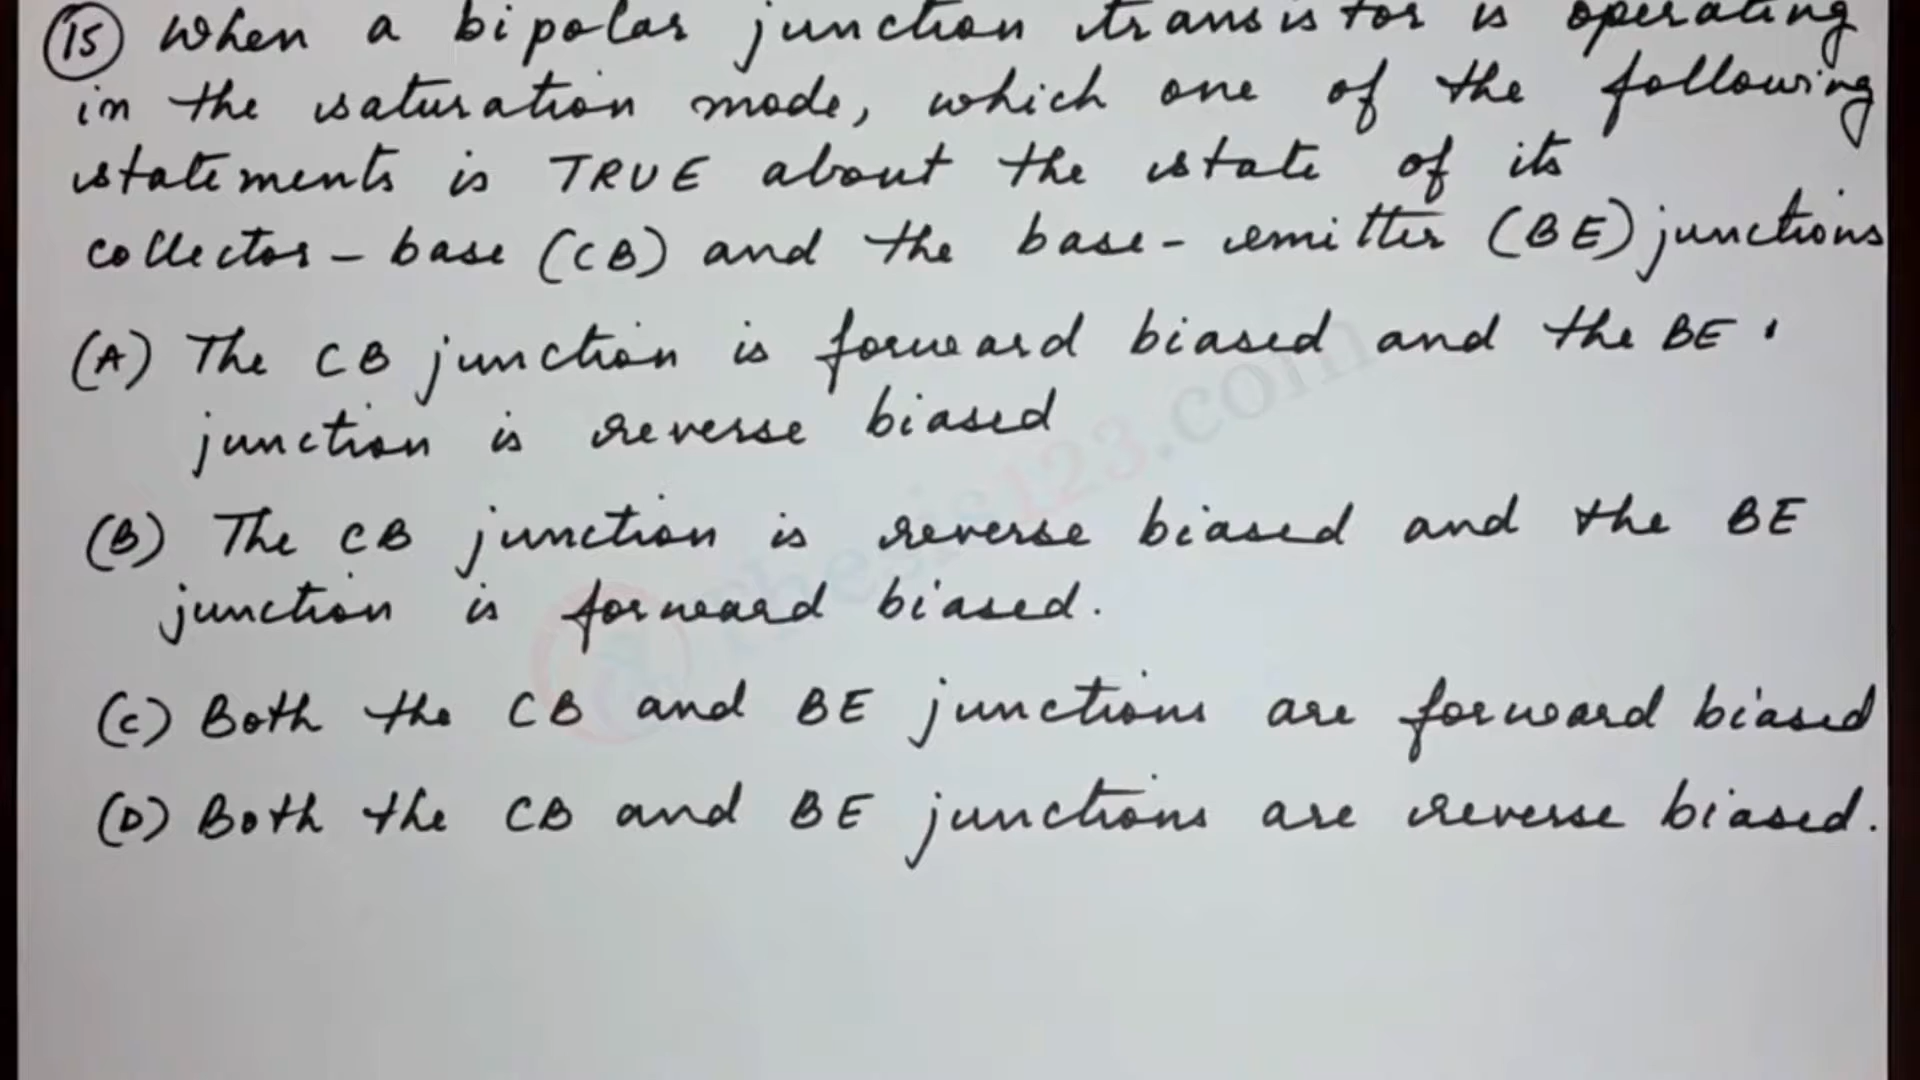 15 When a bipolar junction transistor is operating
in the saturation mode, which one of the following
statements is TRUE about the state of its
collector - base (CB) and the base - emitter (BE) junctions
(A) The CB junction is forward biased and the BE
junction is reverse biased
(B) The CB junction is reverse biased and the BE
junction is forward biased.
(C) Both the CB and BE junctions are forward biased
(D) Both the CB and BE junctions are reverse biased.